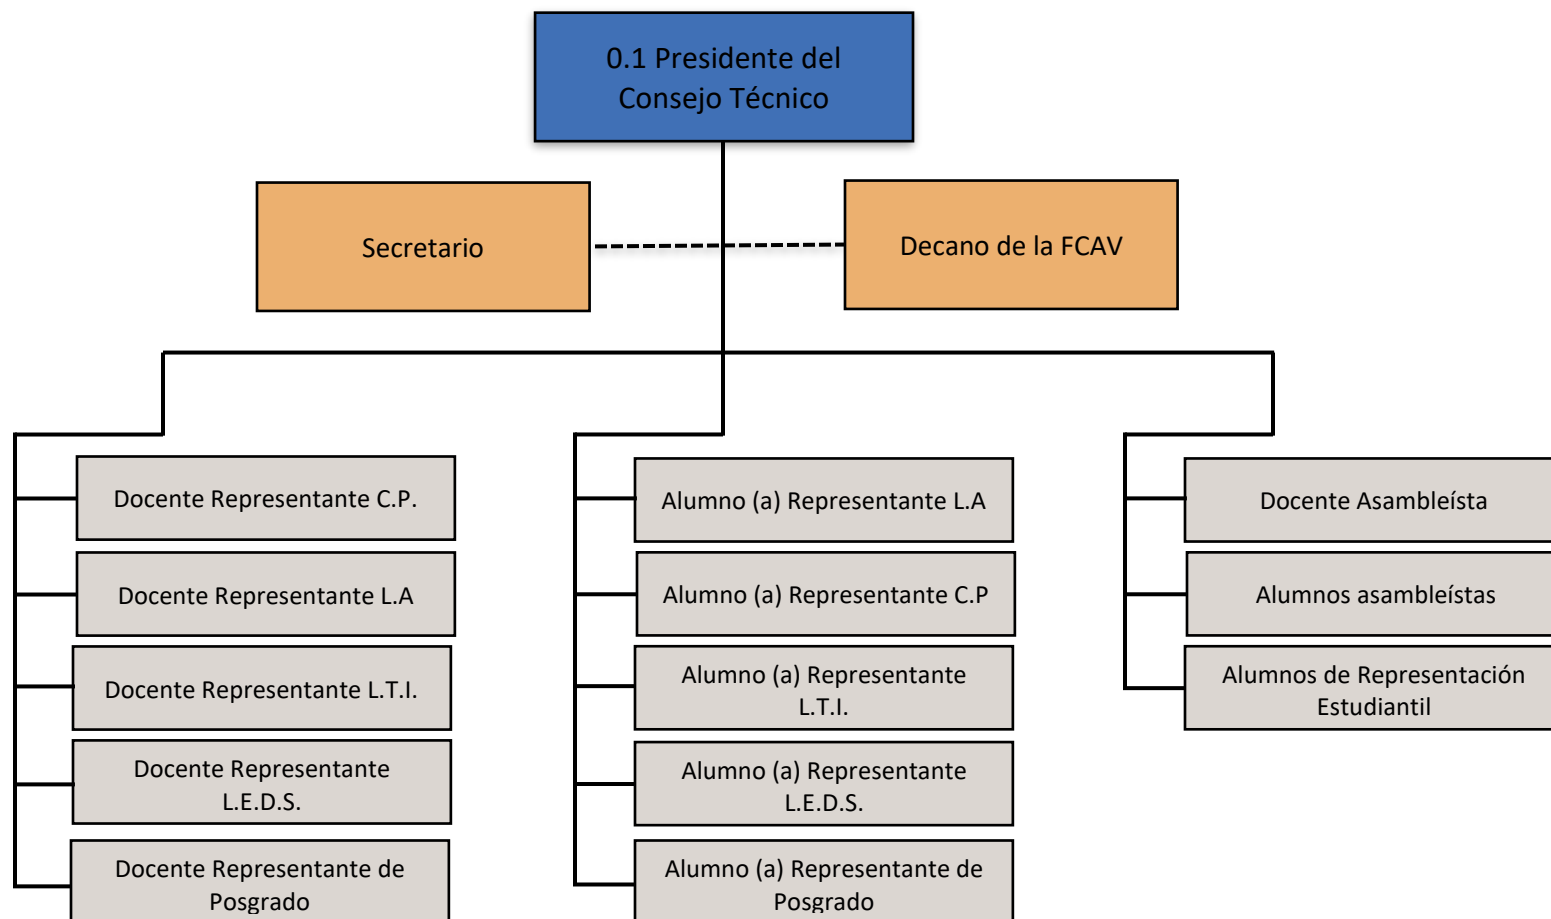 0.1 Presidente del
Consejo Técnico
Secretario
Decano de la FCAV
Docente Representante C.P.
Docente Representante L.A
Docente Representante L.T.I.
Docente Representante
L.E.D.S.
Docente Representante de
Posgrado
Alumno (a) Representante L.A
Alumno (a) Representante C.P
Alumno (a) Representante
L.T.I.
Alumno (a) Representante
L.E.D.S.
Alumno (a) Representante de
Posgrado
Docente Asambleísta
Alumnos asambleístas
Alumnos de Representación
Estudiantil